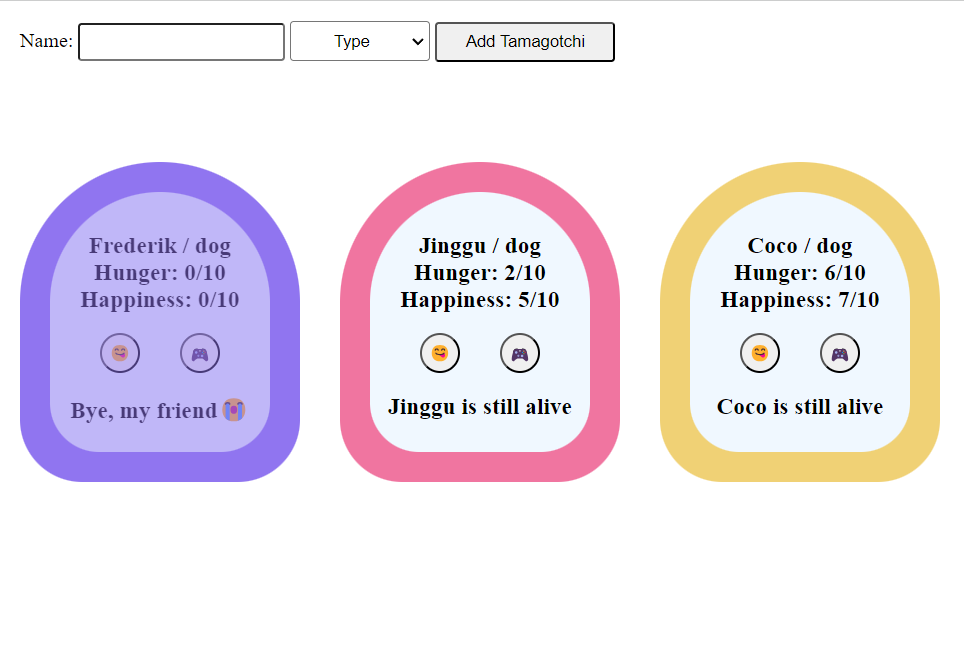 Name: Type Add Tamagotchi
Frederik / dog
Hunger: 0/10
Happiness: 0/10
Bye, my friend 😭
Jinggu / dog
Hunger: 2/10
Happiness: 5/10
Jinggu is still alive
Coco / dog
Hunger: 6/10
Happiness: 7/10
Coco is still alive